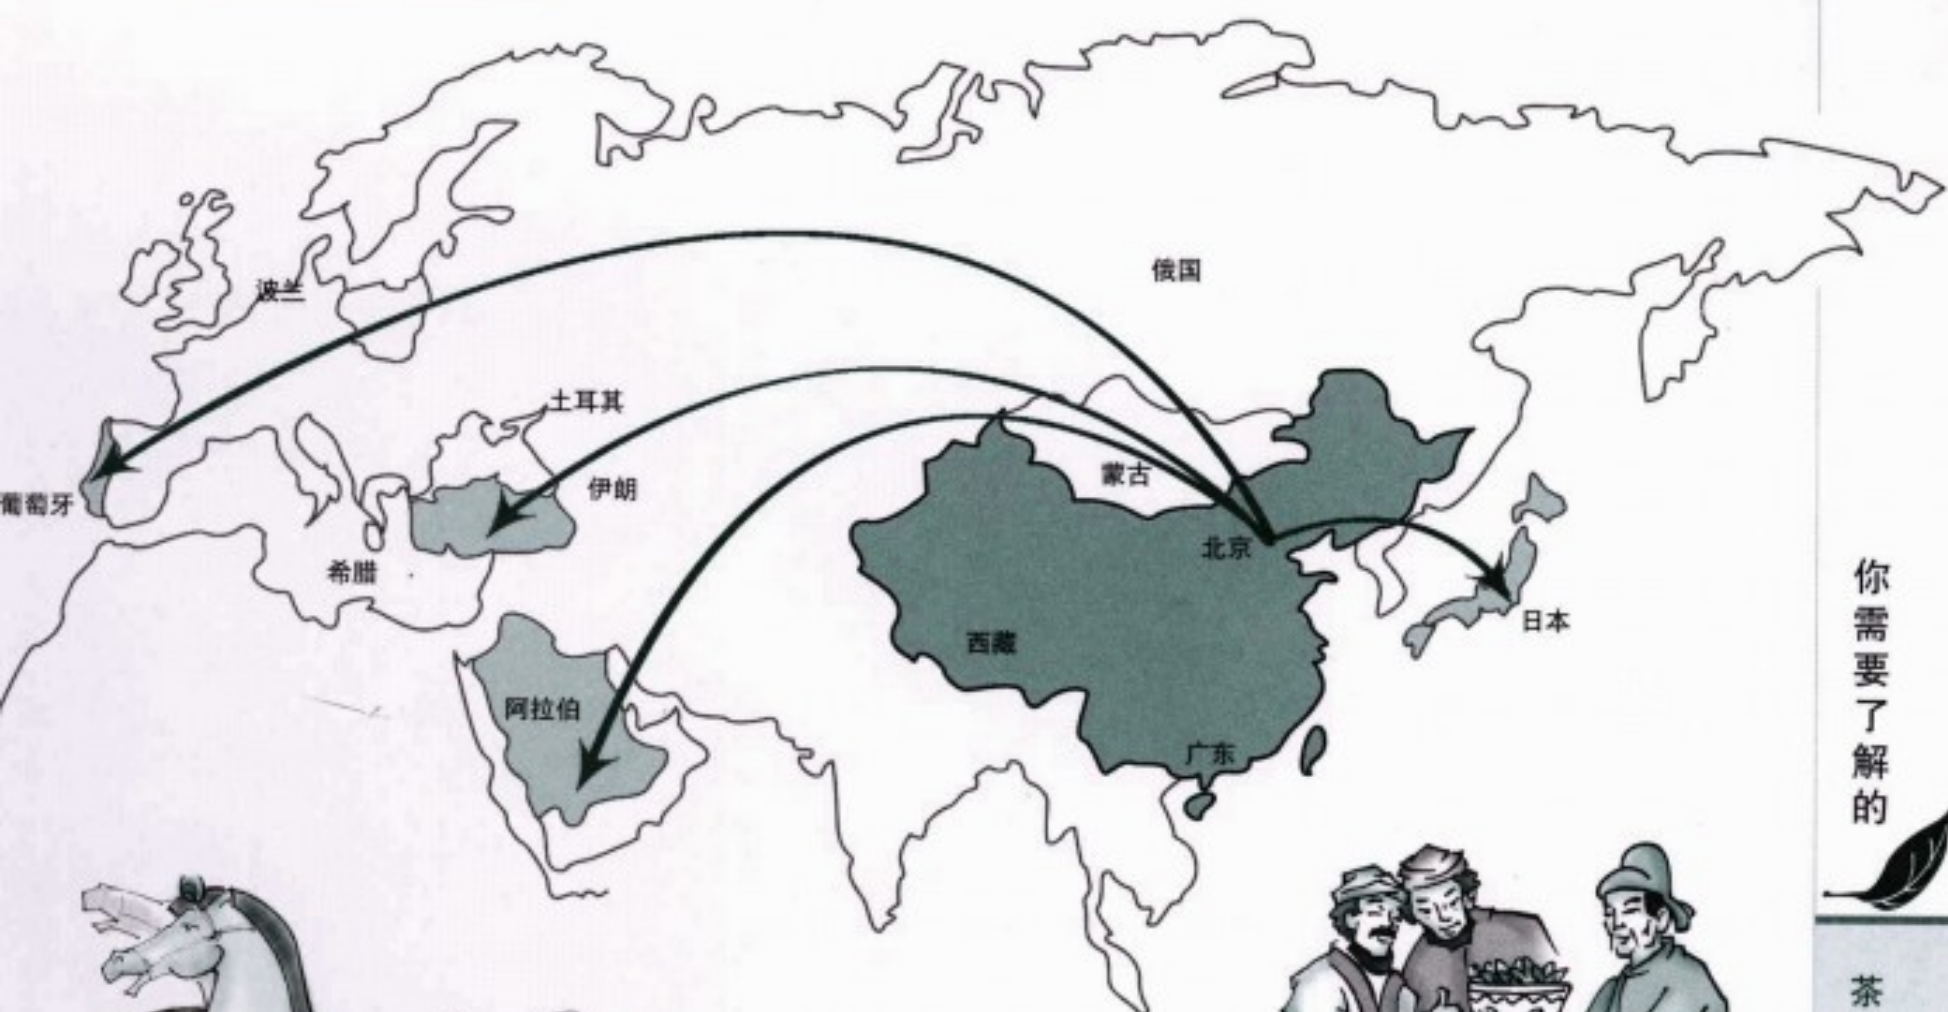 俄国
波兰
土耳其
蒙古
伊朗
葡萄牙
北京
希腊
日本
西藏
阿拉伯
广东
你需要了解的
茶